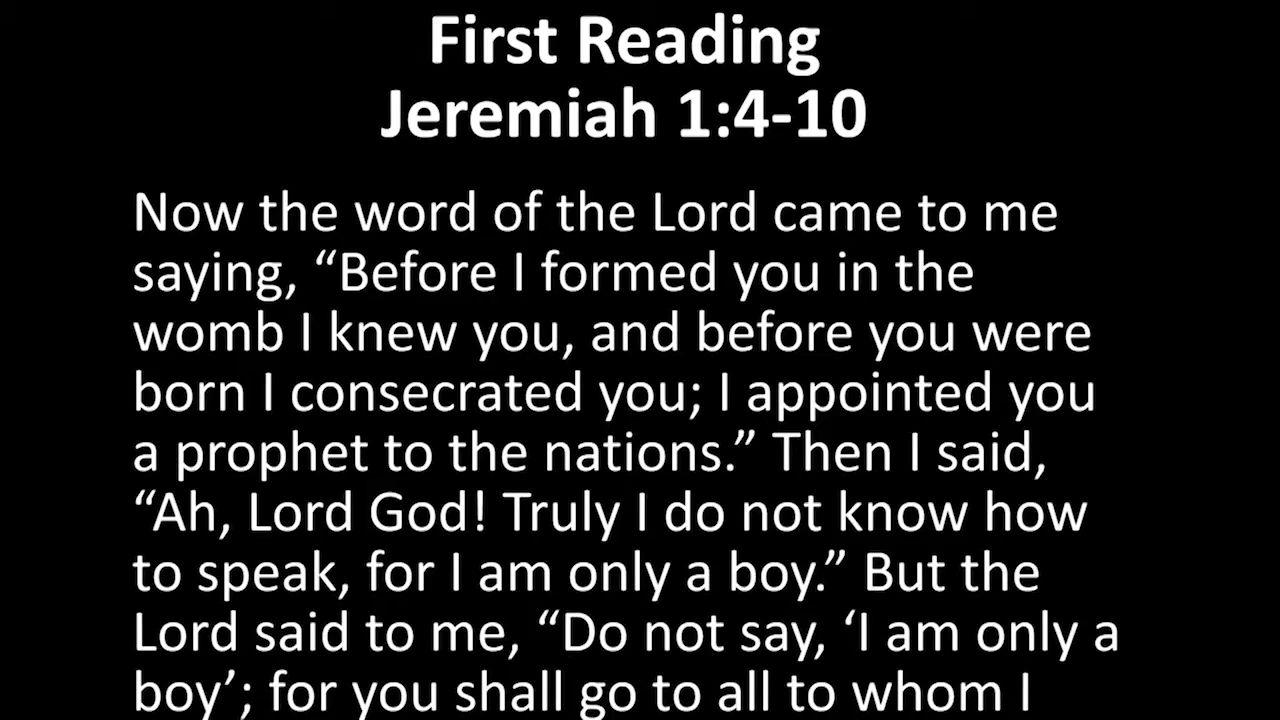 First Reading
Jeremiah 1:4-10
Now the word of the Lord came to me
saying, “Before I formed you in the
womb I knew you, and before you were
born I consecrated you; I appointed you
a prophet to the nations.” Then I said,
“Ah, Lord God! Truly I do not know how
to speak, for I am only a boy.” But the
Lord said to me, “Do not say, ‘I am only a
boy’; for you shall go to all to whom I